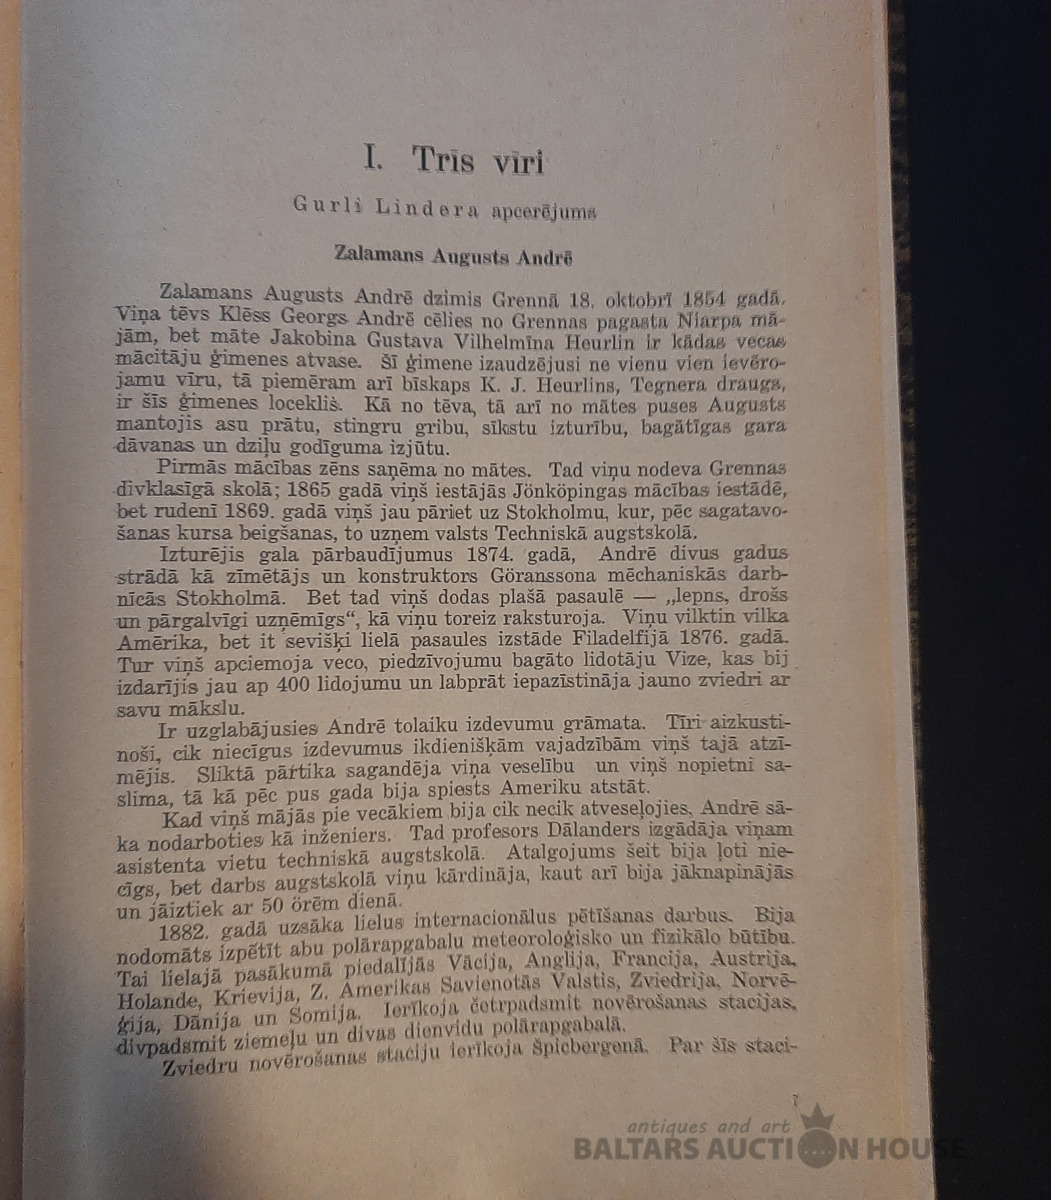 I. Trīs vīri
Gurli Lindera apcerējums
Zalamans Augusts Andrē
Zalamans Augusts Andrē dzimis Grennā 18. oktobrī 1854 gadā.
Viņa tēvs Klēss Georgs Andrē cēlies no Grennas pagasta Niarpa mā-
jām, bet māte Jakobina Gustava Vilhelmīna Heurlin ir kādas vecas
mācitāju ģimenes atvase. Šī ģimene izaudzējusi ne vienu vien ievēro-
jamu vīru, tā piemēram arī bīskaps K. J. Heurlins, Tegnera draugs,
ir šīs ģimenes loceklis. Kā no tēva, tā arī no mātes puses Augusts
mantojis asu prātu, stingru gribu, sīkstu izturību, bagātīgas gara
dāvanas un dziļu godīguma izjūtu.
Pirmās mācības zēns saņēma no mātes. Tad viņu nodeva Grennas
divklasīgā skolā; 1865 gadā viņš iestājās Jönköpingas mācības iestādē,
bet rudenī 1869. gadā viņš jau pāriet uz Stokholmu, kur, pēc sagatavo-
šanas kursa beigšanas, to uzņem valsts Techniskā augstskolā.
Izturējis gala pārbaudījumus 1874. gadā, Andrē divus gadus
strādā kā zīmētājs un konstruktors Göranssona mēchaniskās darb-
nīcās Stokholmā. Bet tad viņš dodas plašā pasaulē — „lepns, drošs
un pārgalvīgi uzņēmīgs“, kā viņu toreiz raksturoja. Viņu vilktin vilka
Amērika, bet it sevišķi lielā pasaules izstāde Filadelfijā 1876. gadā.
Tur viņš apciemoja veco, piedzīvojumu bagāto lidotāju Vize, kas bij
izdarījis jau ap 400 lidojumu un labprāt iepazīstināja jauno zviedri ar
savu mākslu.
Ir uzglabājusies Andrē tolaiku izdevumu grāmata. Tīri aizkusti-
noši, cik niecīgus izdevumus ikdienišķām vajadzībām viņš tajā atzī-
mējis. Sliktā pārtika sagandēja viņa veselību un viņš nopietni sa-
slima, tā kā pēc pus gada bija spiests Ameriku atstāt.
Kad viņš mājās pie vecākiem bija cik necik atveseļojies, Andrē sā-
ka nodarboties kā inženiers. Tad profesors Dālanders izgādāja viņam
asistenta vietu techniskā augstskolā. Atalgojums šeit bija ļoti nie-
cīgs, bet darbs augstskolā viņu kārdināja, kaut arī bija jāknapinājās
un jāiztiek ar 50 örēm dienā.
1882. gadā uzsāka lielus internacionālus pētīšanas darbus. Bija
nodomāts izpētīt abu polārapgabalu meteoroloģisko un fizikālo būtību.
Tai lielajā pasākumā piedalījās Vācija, Anglija, Francija, Austrija,
Holande, Krievija, Z. Amerikas Savienotās Valstis, Zviedrija, Norvē-
ģija, Dānija un Somija. Ierīkoja četrpadsmit novērošanas stacijas,
divpadsmit ziemeļu un divas dienvidu polārapgabalā.
Zviedru novērošanas staciju ierīkoja Špicbergenā. Par šīs staci-
7
antiques and art
BALTARS AUCTION HOUSE